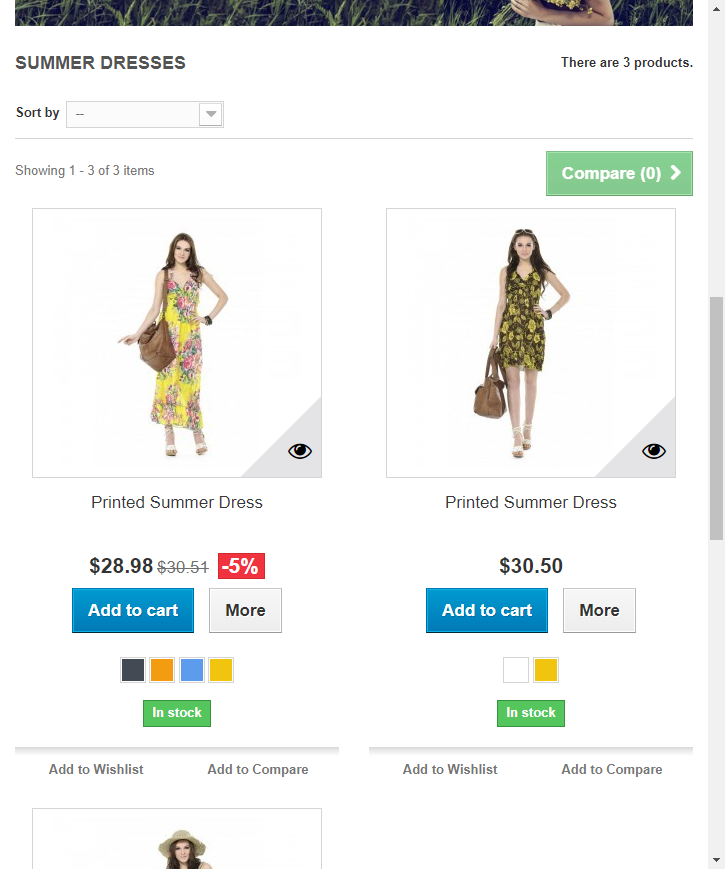 SUMMER DRESSES
There are 3 products.
Sort by
--
Showing 1 - 3 of 3 items
Compare (0)
Printed Summer Dress
Printed Summer Dress
$28.98 $30.51 -5%
$30.50
Add to cart
More
Add to cart
More
In stock
In stock
Add to Wishlist
Add to Compare
Add to Wishlist
Add to Compare